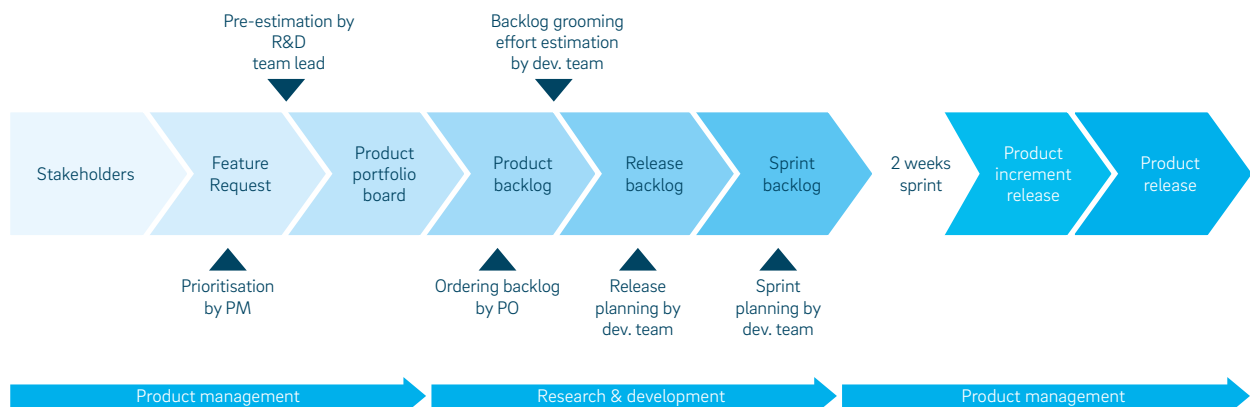 Pre-estimation by
R&D
team lead
Backlog grooming
effort estimation
by dev. team
Stakeholders
Feature
Request
Product
portfolio
board
Product
backlog
Release
backlog
Sprint
backlog
2 weeks
sprint
Product
increment
release
Product
release
Prioritisation
by PM
Ordering backlog
by PO
Release
planning by
dev. team
Sprint
planning by
dev. team
Product management
Research & development
Product management